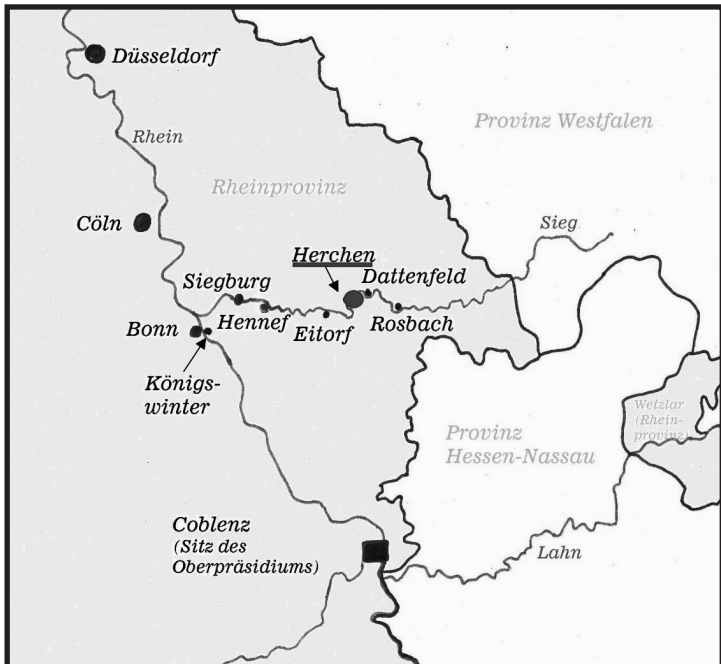 Düsseldorf
Provinz Westfalen
Rhein
Rheinprovinz
Cöln
Sieg
Herchen
Siegburg
Dattenfeld
Bonn
Hennef
Eitorf
Rosbach
Königs-
winter
Wetzlar
(Rhein-
provinz)
Provinz
Hessen-Nassau
Coblenz
(Sitz des
Oberpräsidiums)
Lahn